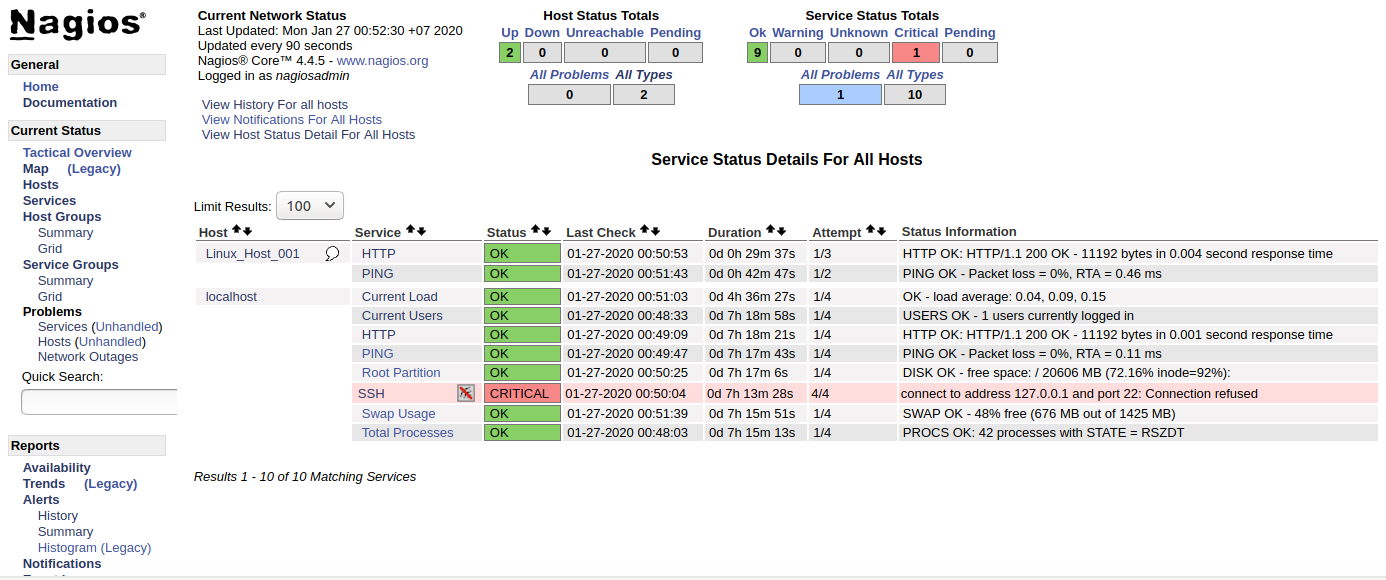 Nagios®
General
Home
Documentation
Current Status
Tactical Overview
Map (Legacy)
Hosts
Services
Host Groups
Summary
Grid
Service Groups
Summary
Grid
Problems
Services (Unhandled)
Hosts (Unhandled)
Network Outages
Quick Search:
Reports
Availability
Trends (Legacy)
Alerts
History
Summary
Histogram (Legacy)
Notifications
Current Network Status
Last Updated: Mon Jan 27 00:52:30 +07 2020
Updated every 90 seconds
Nagios® Core™ 4.4.5 - www.nagios.org
Logged in as nagiosadmin
View History For all hosts
View Notifications For All Hosts
View Host Status Detail For All Hosts
Host Status Totals
Up Down Unreachable Pending
2 0 0 0
All Problems All Types
0 2
Service Status Totals
Ok Warning Unknown Critical Pending
9 0 0 1 0
All Problems All Types
1 10
Service Status Details For All Hosts
Limit Results: 100
Host Service Status Last Check Duration Attempt Status Information
Linux_Host_001 HTTP OK 01-27-2020 00:50:53 0d 0h 29m 37s 1/3 HTTP OK: HTTP/1.1 200 OK - 11192 bytes in 0.004 second response time
PING OK 01-27-2020 00:51:43 0d 0h 42m 47s 1/2 PING OK - Packet loss = 0%, RTA = 0.46 ms
localhost Current Load OK 01-27-2020 00:51:03 0d 4h 36m 27s 1/4 OK - load average: 0.04, 0.09, 0.15
Current Users OK 01-27-2020 00:48:33 0d 7h 18m 58s 1/4 USERS OK - 1 users currently logged in
HTTP OK 01-27-2020 00:49:09 0d 7h 18m 21s 1/4 HTTP OK: HTTP/1.1 200 OK - 11192 bytes in 0.001 second response time
PING OK 01-27-2020 00:49:47 0d 7h 17m 43s 1/4 PING OK - Packet loss = 0%, RTA = 0.11 ms
Root Partition OK 01-27-2020 00:50:25 0d 7h 17m 6s 1/4 DISK OK - free space: / 20606 MB (72.16% inode=92%):
SSH CRITICAL 01-27-2020 00:50:04 0d 7h 13m 28s 4/4 connect to address 127.0.0.1 and port 22: Connection refused
Swap Usage OK 01-27-2020 00:51:39 0d 7h 15m 51s 1/4 SWAP OK - 48% free (676 MB out of 1425 MB)
Total Processes OK 01-27-2020 00:48:03 0d 7h 15m 13s 1/4 PROCS OK: 42 processes with STATE = RSZDT
Results 1 - 10 of 10 Matching Services